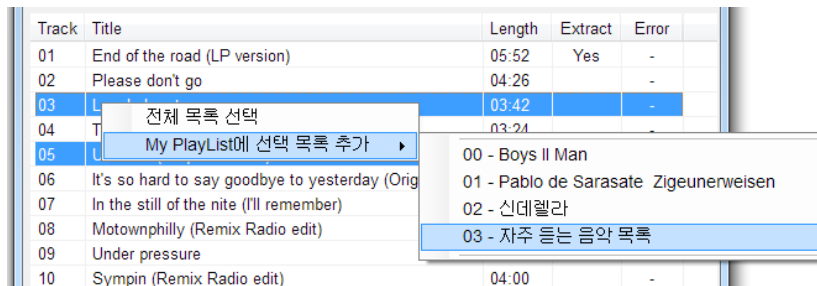 Track Title Length Extract Error
01 End of the road (LP version) 05:52 Yes -
02 Please don't go 04:26 -
03 03:42 -
전체 목록 선택
04 T 03:24 -
My PlayList에 선택 목록 추가
05 U
00 - Boys II Man
06 It's so hard to say goodbye to yesterday (Orig
01 - Pablo de Sarasate Zigeunerweisen
07 In the still of the nite (I'll remember)
02 - 신데렐라
08 Motownphilly (Remix Radio edit)
03 - 자주 듣는 음악 목록
09 Under pressure
10 Sympin (Remix Radio edit) 04:00 -